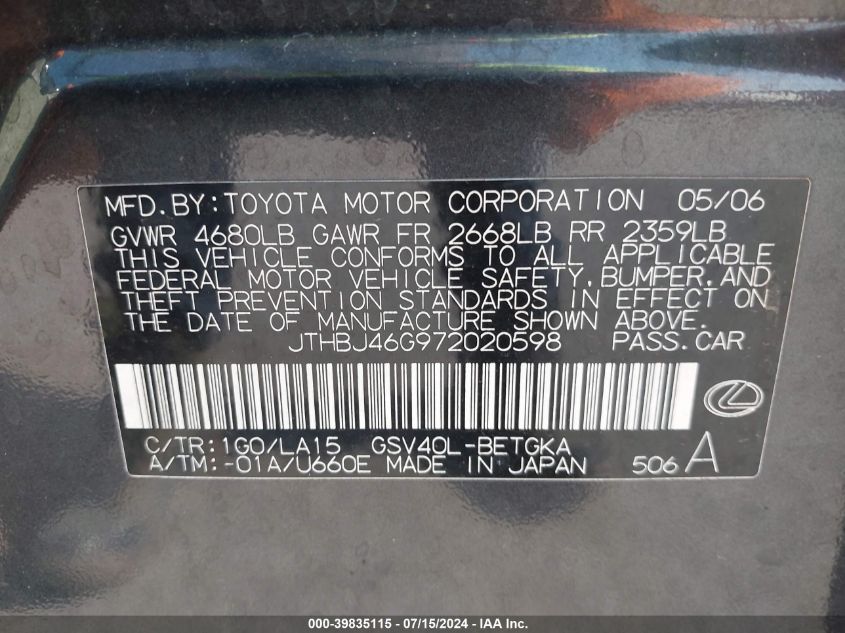 MFD.BY:TOYOTA MOTOR CORPORATION 05/06
GVWR 4680LB GAWR FR 2668LB RR 2359LB
THIS VEHICLE CONFORMS TO ALL APPLICABLE
FEDERAL MOTOR VEHICLE SAFETY,BUMPER,AND
THEFT PREVENTION STANDARDS IN EFFECT ON
THE DATE OF MANUFACTURE SHOWN ABOVE.
JTHBJ46G972020598 PASS.CAR
C/TR:1G0/LA15 GSV40L-BETGKA
A/TM:-01A/U660E MADE IN JAPAN 506 A
000-39835115 - 07/15/2024 - IAA Inc.